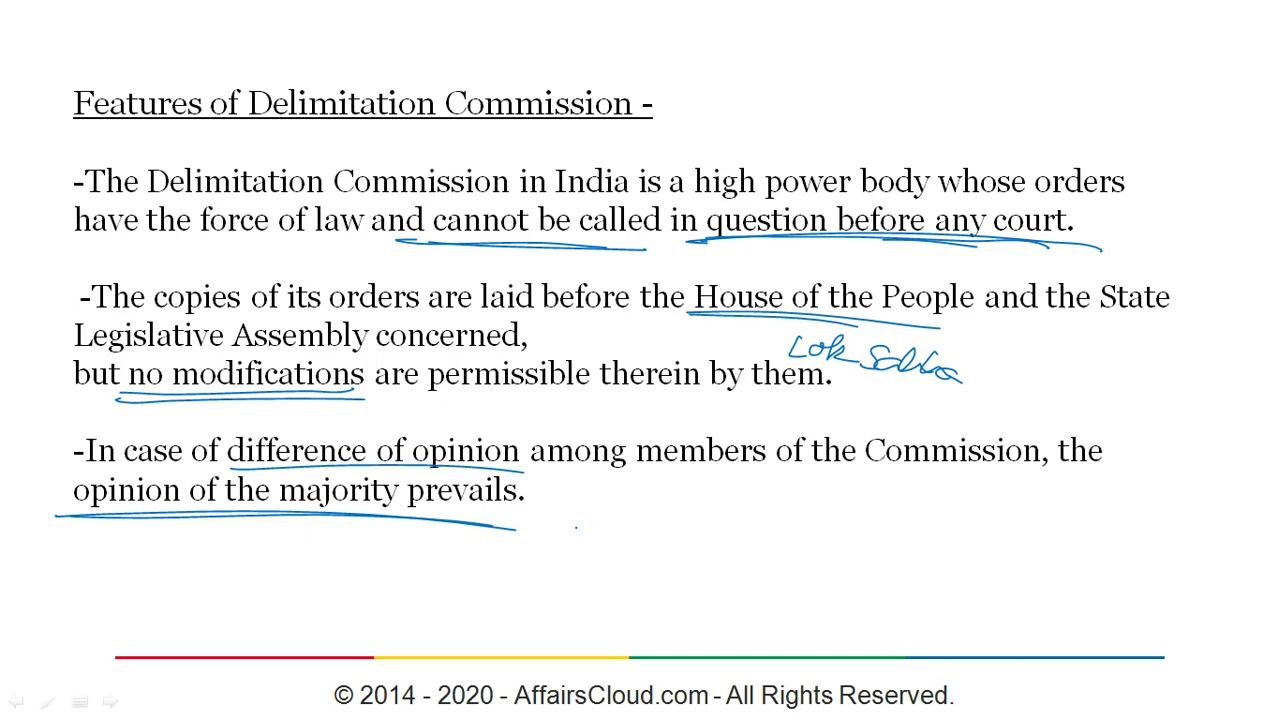 Features of Delimitation Commission -
-The Delimitation Commission in India is a high power body whose orders
have the force of law and cannot be called in question before any court.
-The copies of its orders are laid before the House of the People and the State
Legislative Assembly concerned,
Lok Sabha
but no modifications are permissible therein by them.
-In case of difference of opinion among members of the Commission, the
opinion of the majority prevails.
© 2014 - 2020 - AffairsCloud.com - All Rights Reserved.